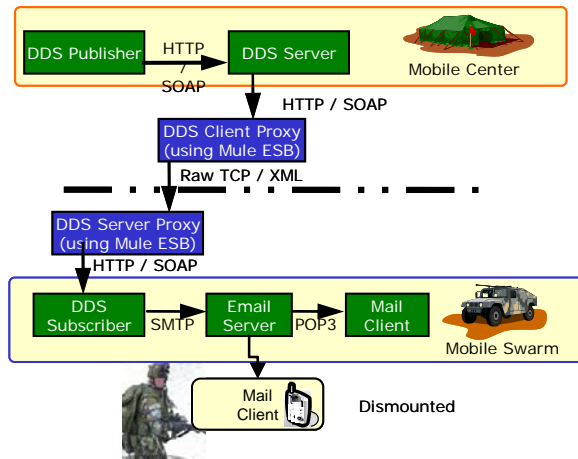 DDS Publisher
HTTP
/
SOAP
DDS Server
Mobile Center
HTTP / SOAP
DDS Client Proxy
(using Mule ESB)
Raw TCP / XML
DDS Server Proxy
(using Mule ESB)
HTTP / SOAP
DDS
Subscriber
SMTP
Email
Server
POP3
Mail
Client
Mobile Swarm
Mail
Client
Dismounted